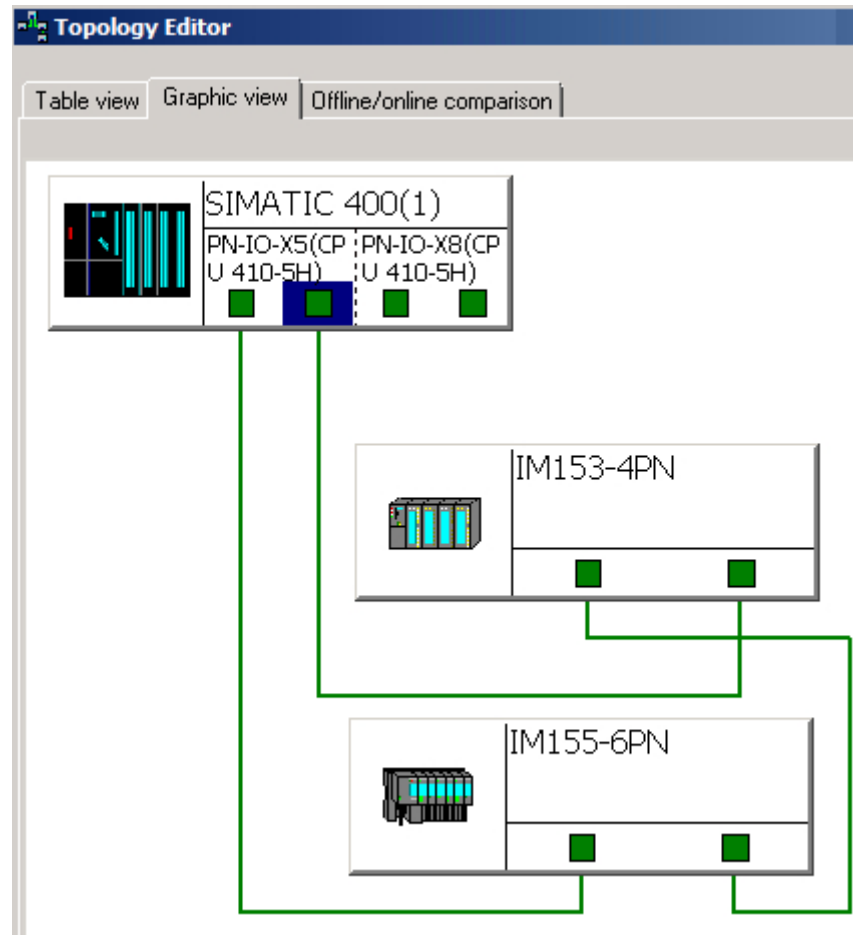 Topology Editor
Table view Graphic view Offline/online comparison
SIMATIC 400(1)
PN-IO-X5(CP PN-IO-X8(CP
U 410-5H) U 410-5H)
IM153-4PN
IM155-6PN